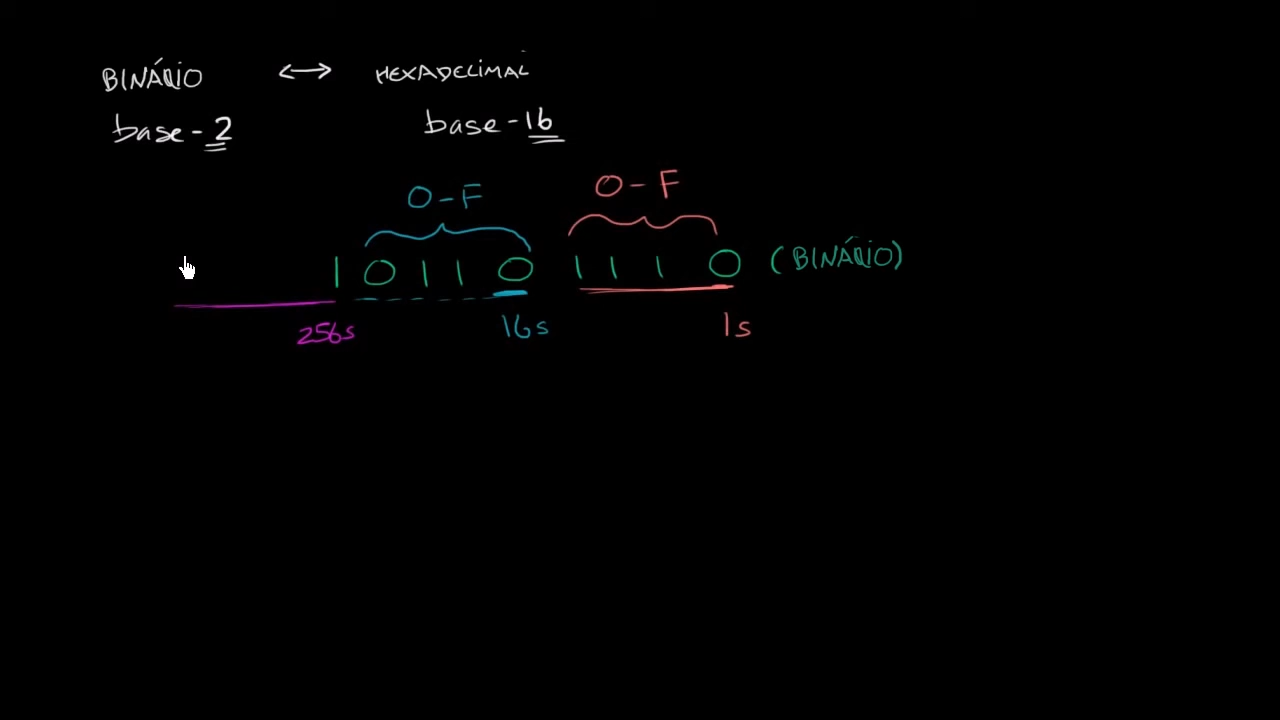 BINÁRIO ↔ HEXADECIMAL
base-2 base-16
0-F 0-F
1 0 1 1 0 1 1 1 0 (BINÁRIO)
256s 16s 1s